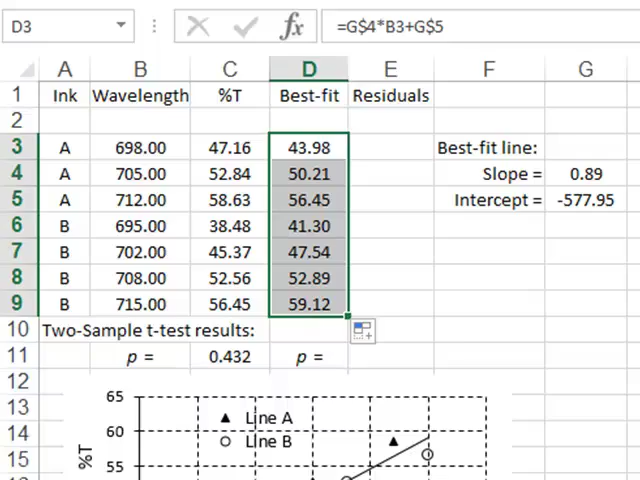 D3 fx =G$4*B3+G$5
A B C D E F G
1 Ink Wavelength %T Best-fit Residuals
2
3 A 698.00 47.16 43.98 Best-fit line:
4 A 705.00 52.84 50.21 Slope = 0.89
5 A 712.00 58.63 56.45 Intercept = -577.95
6 B 695.00 38.48 41.30
7 B 702.00 45.37 47.54
8 B 708.00 52.56 52.89
9 B 715.00 56.45 59.12
10 Two-Sample t-test results:
11 p = 0.432 p =
12
13 65 Line A
14 60 Line B
15 55
%T